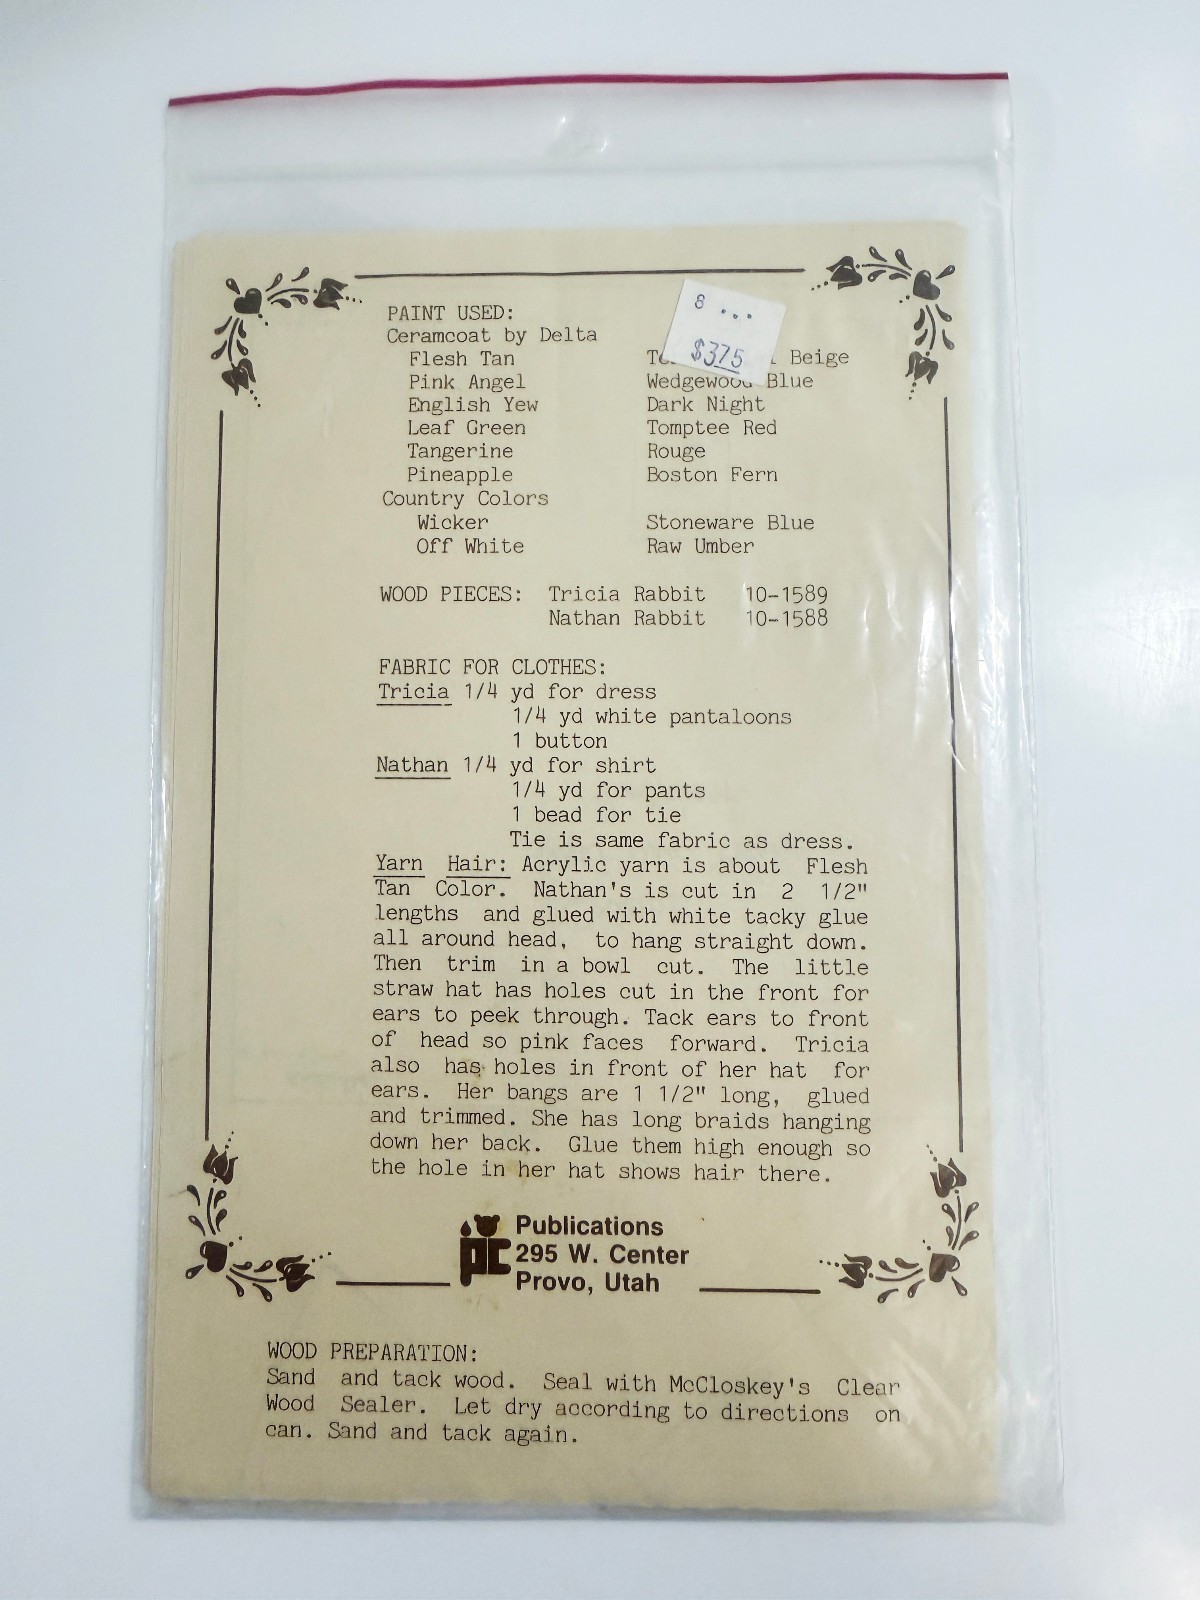 PAINT USED:
Ceramcoat by Delta
8 ...
$3.75
Flesh Tan Beige
Pink Angel Wedgewood Blue
English Yew Dark Night
Leaf Green Tomptee Red
Tangerine Rouge
Pineapple Boston Fern
Country Colors
Wicker Stoneware Blue
Off White Raw Umber
WOOD PIECES: Tricia Rabbit 10-1589
Nathan Rabbit 10-1588
FABRIC FOR CLOTHES:
Tricia 1/4 yd for dress
1/4 yd white pantaloons
1 button
Nathan 1/4 yd for shirt
1/4 yd for pants
1 bead for tie
Tie is same fabric as dress.
Yarn Hair: Acrylic yarn is about Flesh
Tan Color. Nathan's is cut in 2 1/2"
lengths and glued with white tacky glue
all around head, to hang straight down.
Then trim in a bowl cut. The little
straw hat has holes cut in the front for
ears to peek through. Tack ears to front
of head so pink faces forward. Tricia
also has holes in front of her hat for
ears. Her bangs are 1 1/2" long, glued
and trimmed. She has long braids hanging
down her back. Glue them high enough so
the hole in her hat shows hair there.
pc Publications
295 W. Center
Provo, Utah
WOOD PREPARATION:
Sand and tack wood. Seal with McCloskey's Clear
Wood Sealer. Let dry according to directions on
can. Sand and tack again.